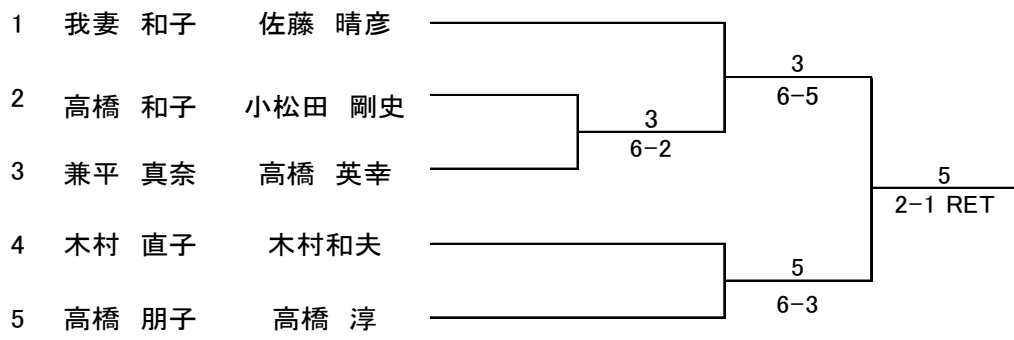 1 我妻 和子 佐藤 晴彦
3
6-5
2 高橋 和子 小松田 剛史
3
6-2
3 兼平 真奈 高橋 英幸
5
2-1 RET
4 木村 直子 木村和夫
5
6-3
5 高橋 朋子 高橋 淳